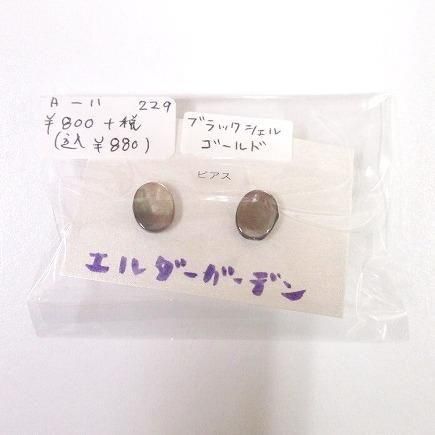 A-11 229
¥800+税
(込¥880)
ブラックシェル
ゴールド
ピアス
エルダーガーデン